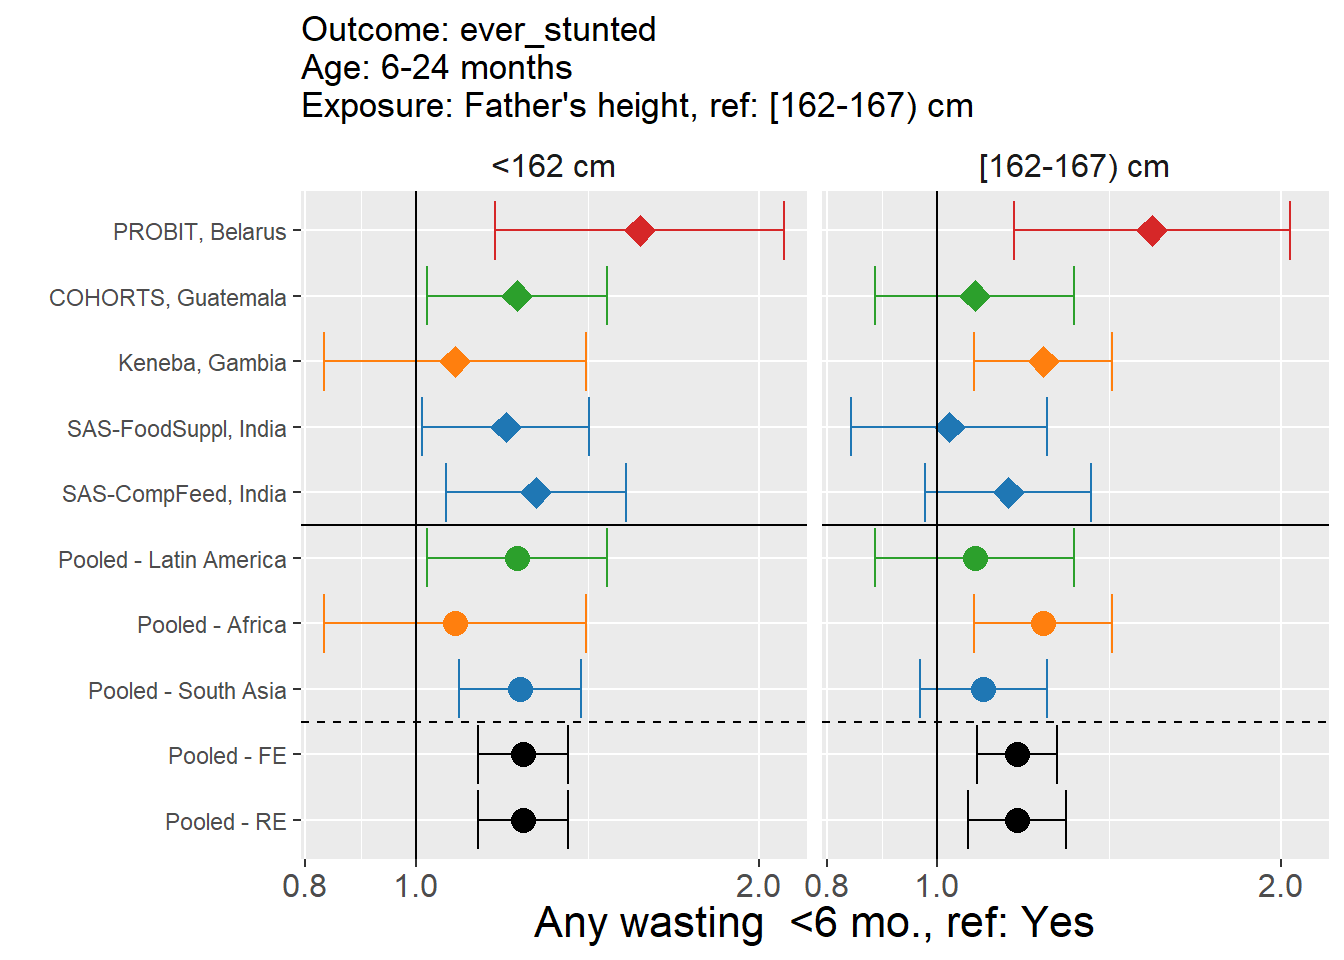 Outcome: ever_stunted
Age: 6-24 months
Exposure: Father's height, ref: [162-167) cm
<162 cm
[162-167) cm
PROBIT, Belarus
COHORTS, Guatemala
Keneba, Gambia
SAS-FoodSuppl, India
SAS-CompFeed, India
Pooled - Latin America
Pooled - Africa
Pooled - South Asia
Pooled - FE
Pooled - RE
0.8 1.0 2.0 0.8 1.0 2.0
Any wasting  <6 mo., ref: Yes